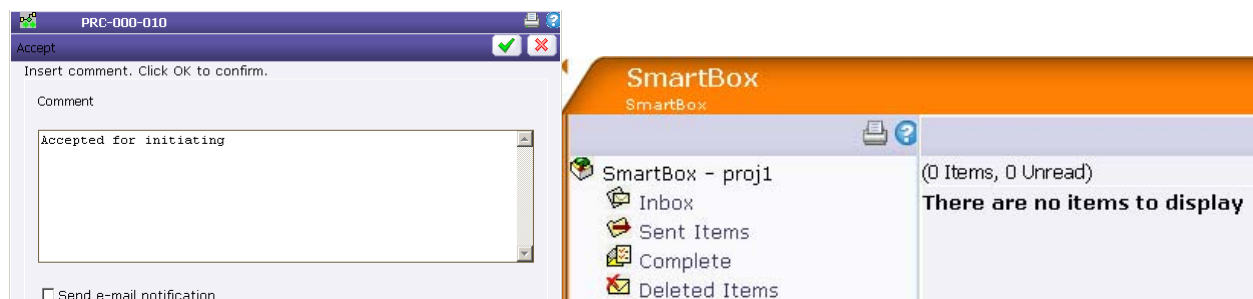 PRC-000-010
Accept
Insert comment. Click OK to confirm.
Comment
Accepted for initiating
Send e-mail notification
SmartBox
SmartBox
SmartBox - proj1
Inbox
Sent Items
Complete
Deleted Items
(0 Items, 0 Unread)
There are no items to display